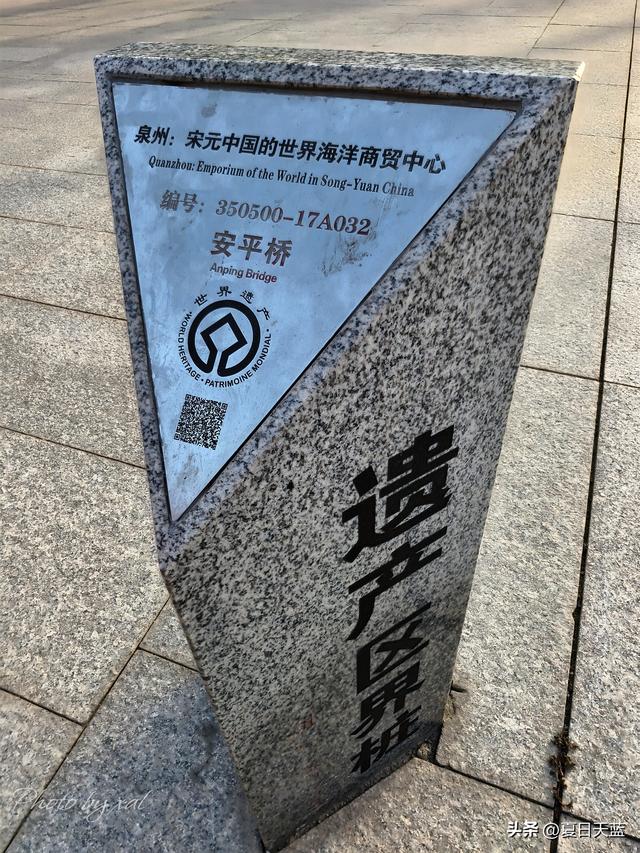 泉州：宋元中国的世界海洋商贸中心
Quanzhou: Emporium of the World in Song-Yuan China
编号：350500-17A032
安平桥
Anping Bridge
世界遗产
WORLD HERITAGE · PATRIMOINE MONDIAL
遗产区界桩
Photo by xal
头条 @夏日天蓝